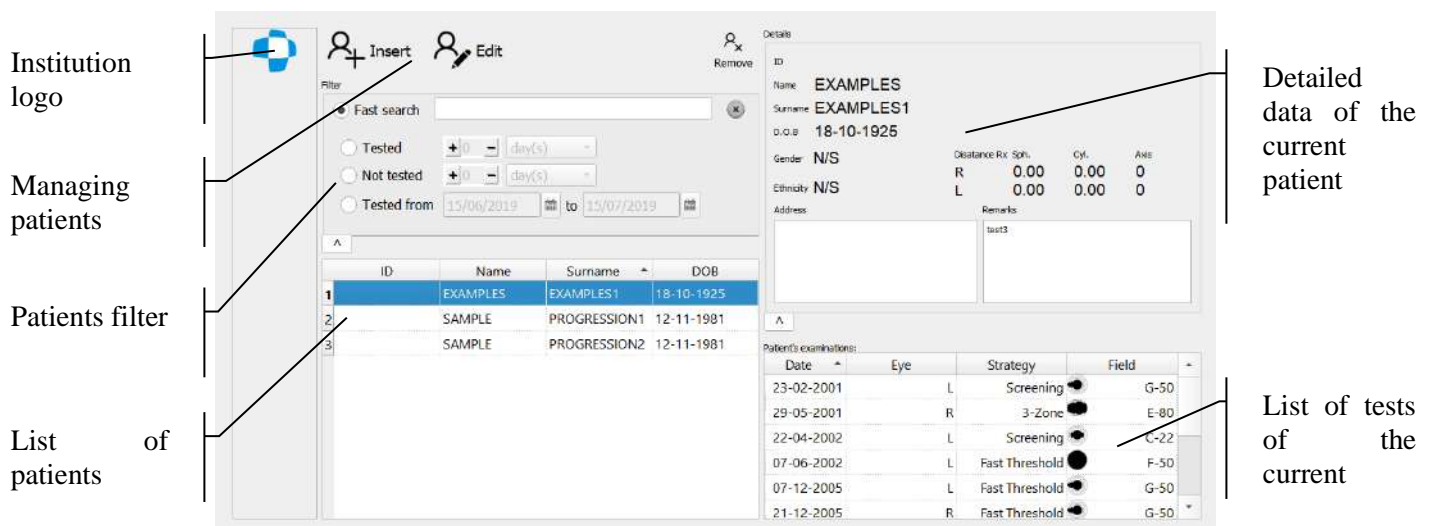 Institution
logo
Managing
patients
Patients filter
List of
patients
Insert
Edit
Remove
Filter
Fast search
Tested + 0 − day(s)
Not tested + 0 − day(s)
Tested from 15/06/2019 to 15/07/2019
ID Name Surname DOB
1 EXAMPLES EXAMPLES1 18-10-1925
2 SAMPLE PROGRESSION1 12-11-1981
3 SAMPLE PROGRESSION2 12-11-1981
Details
ID
Name EXAMPLES
Surname EXAMPLES1
D.O.B 18-10-1925
Gender N/S
Disatance Rx Sph. Cyl. Axis
R 0.00 0.00 0
Ethnicity N/S
L 0.00 0.00 0
Address
Remarks
test3
Patient's examinations:
Date Eye Strategy Field
23-02-2001 L Screening G-50
29-05-2001 R 3-Zone E-80
22-04-2002 L Screening C-22
07-06-2002 L Fast Threshold F-50
07-12-2005 L Fast Threshold G-50
21-12-2005 R Fast Threshold G-50
Detailed
data of the
current
patient
List of tests
of the
current